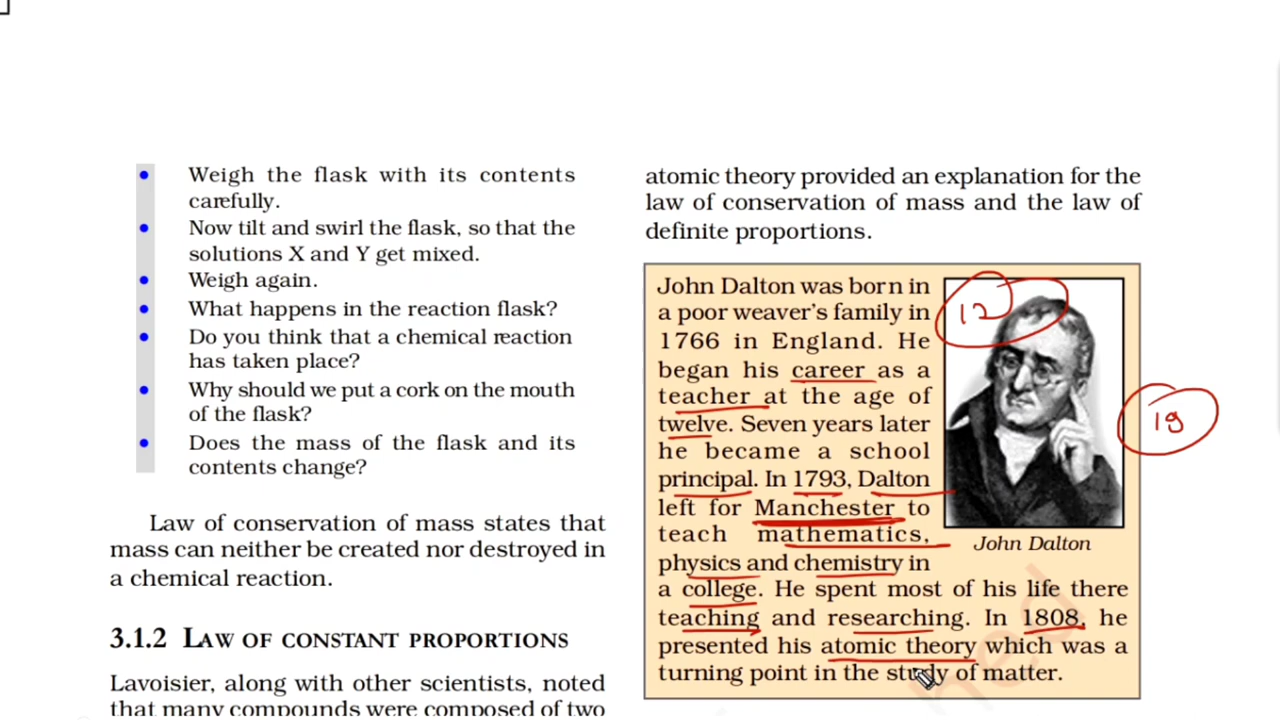 Weigh the flask with its contents
carefully.
Now tilt and swirl the flask, so that the
solutions X and Y get mixed.
Weigh again.
What happens in the reaction flask?
Do you think that a chemical reaction
has taken place?
Why should we put a cork on the mouth
of the flask?
Does the mass of the flask and its
contents change?
Law of conservation of mass states that
mass can neither be created nor destroyed in
a chemical reaction.
3.1.2 LAW OF CONSTANT PROPORTIONS
Lavoisier, along with other scientists, noted
that many compounds were composed of two
atomic theory provided an explanation for the
law of conservation of mass and the law of
definite proportions.
John Dalton was born in
a poor weaver's family in
1766 in England. He
began his career as a
teacher at the age of
twelve. Seven years later
he became a school
principal. In 1793, Dalton
left for Manchester to
teach mathematics,
physics and chemistry in
a college. He spent most of his life there
teaching and researching. In 1808, he
presented his atomic theory which was a
turning point in the study of matter.
12
19
John Dalton